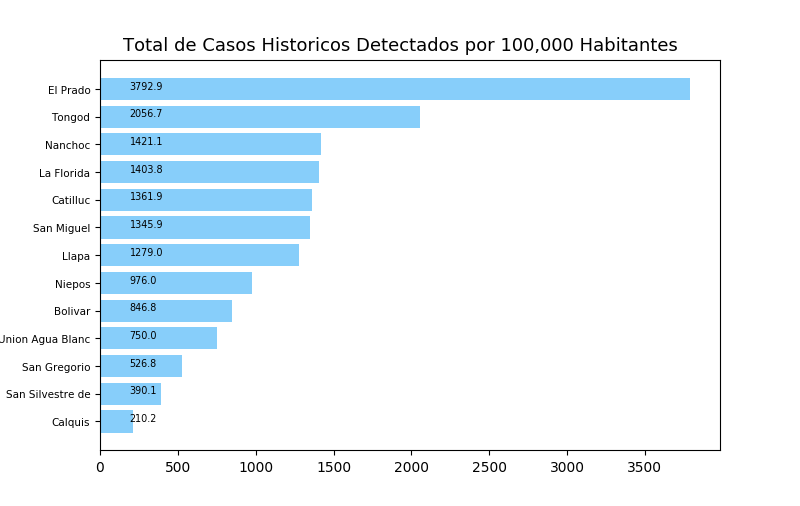 Total de Casos Historicos Detectados por 100,000 Habitantes
El Prado 3792.9
Tongod 2056.7
Nanchoc 1421.1
La Florida 1403.8
Catilluc 1361.9
San Miguel 1345.9
Llapa 1279.0
Niepos 976.0
Bolivar 846.8
Union Agua Blanc 750.0
San Gregorio 526.8
San Silvestre de 390.1
Calquis 210.2
0 500 1000 1500 2000 2500 3000 3500